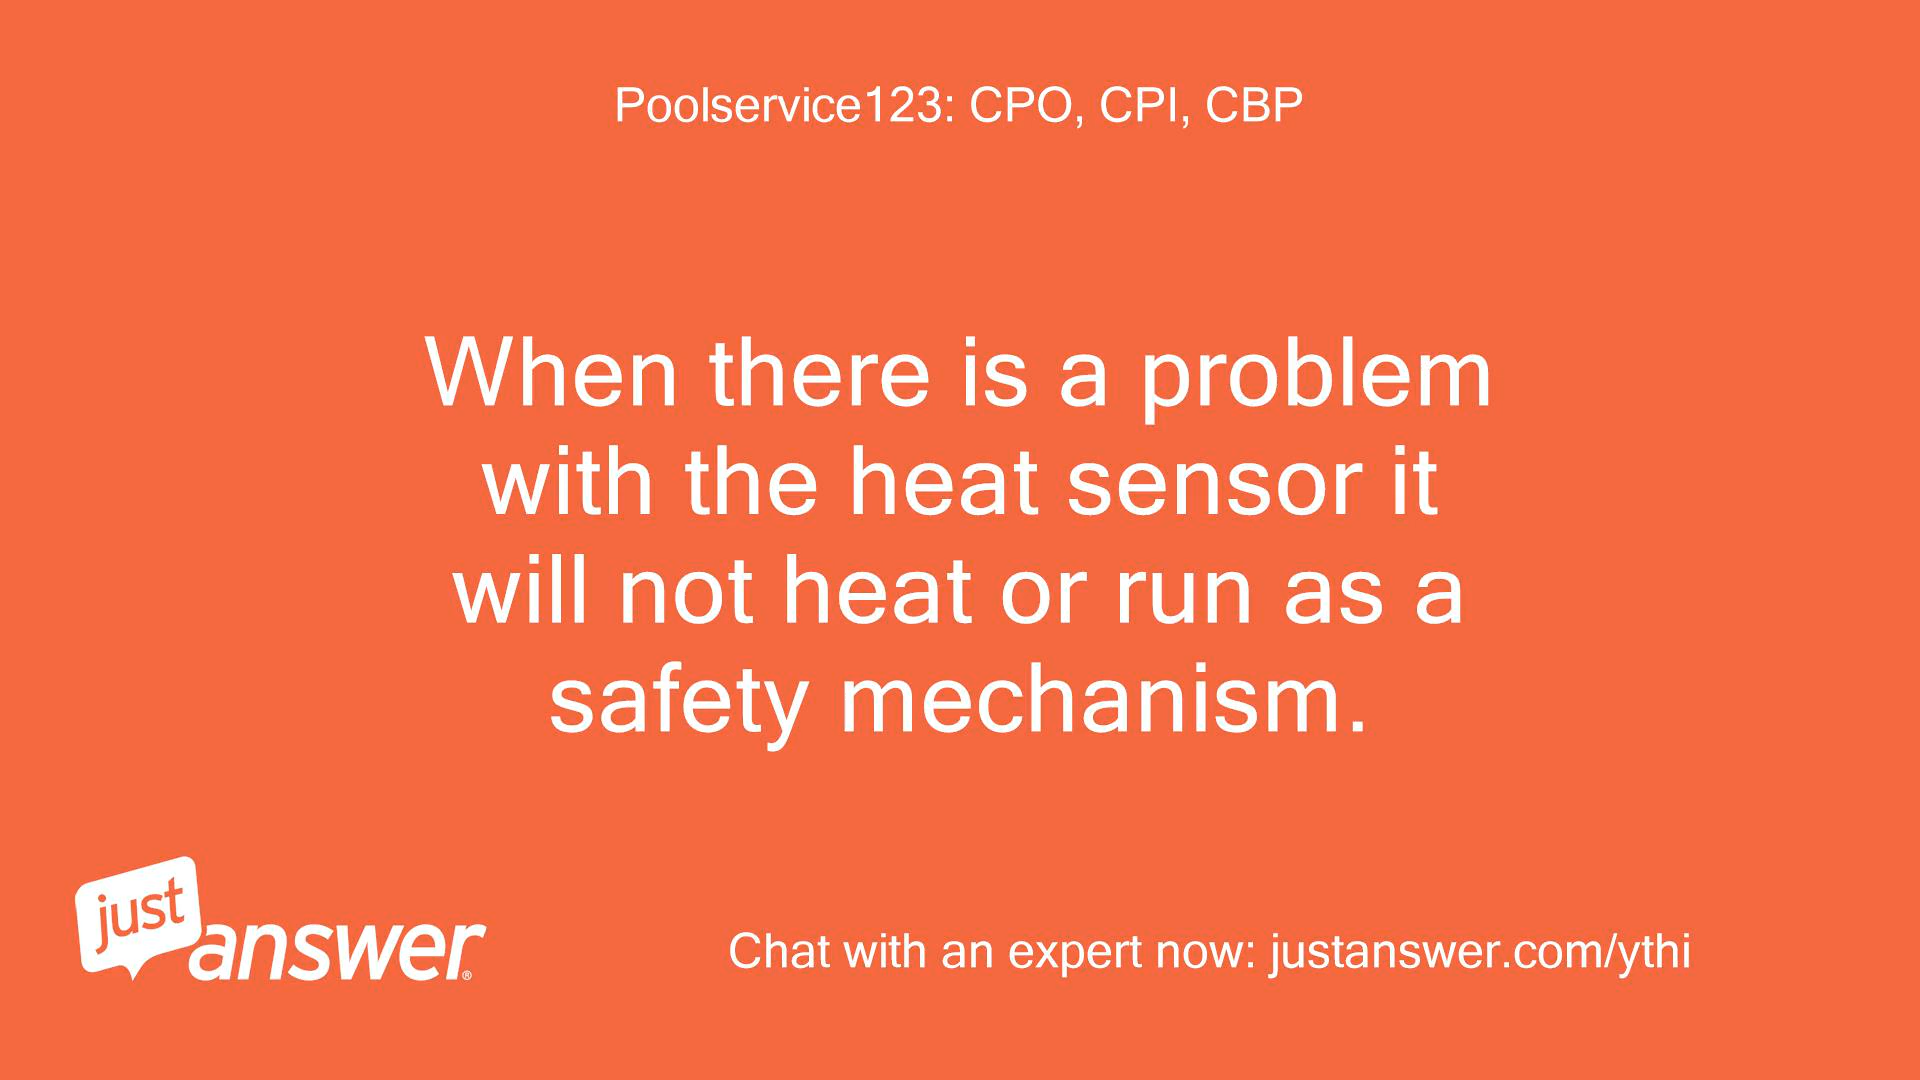 Poolservice123: CPO, CPI, CBP
When there is a problem
with the heat sensor it
will not heat or run as a
safety mechanism.
just
answer®
Chat with an expert now: justanswer.com/ythi